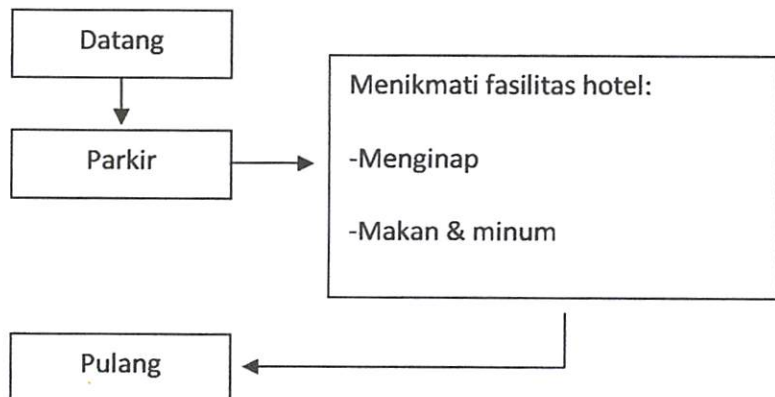 Datang
Parkir
Menikmati fasilitas hotel:
-Menginap
-Makan & minum
Pulang